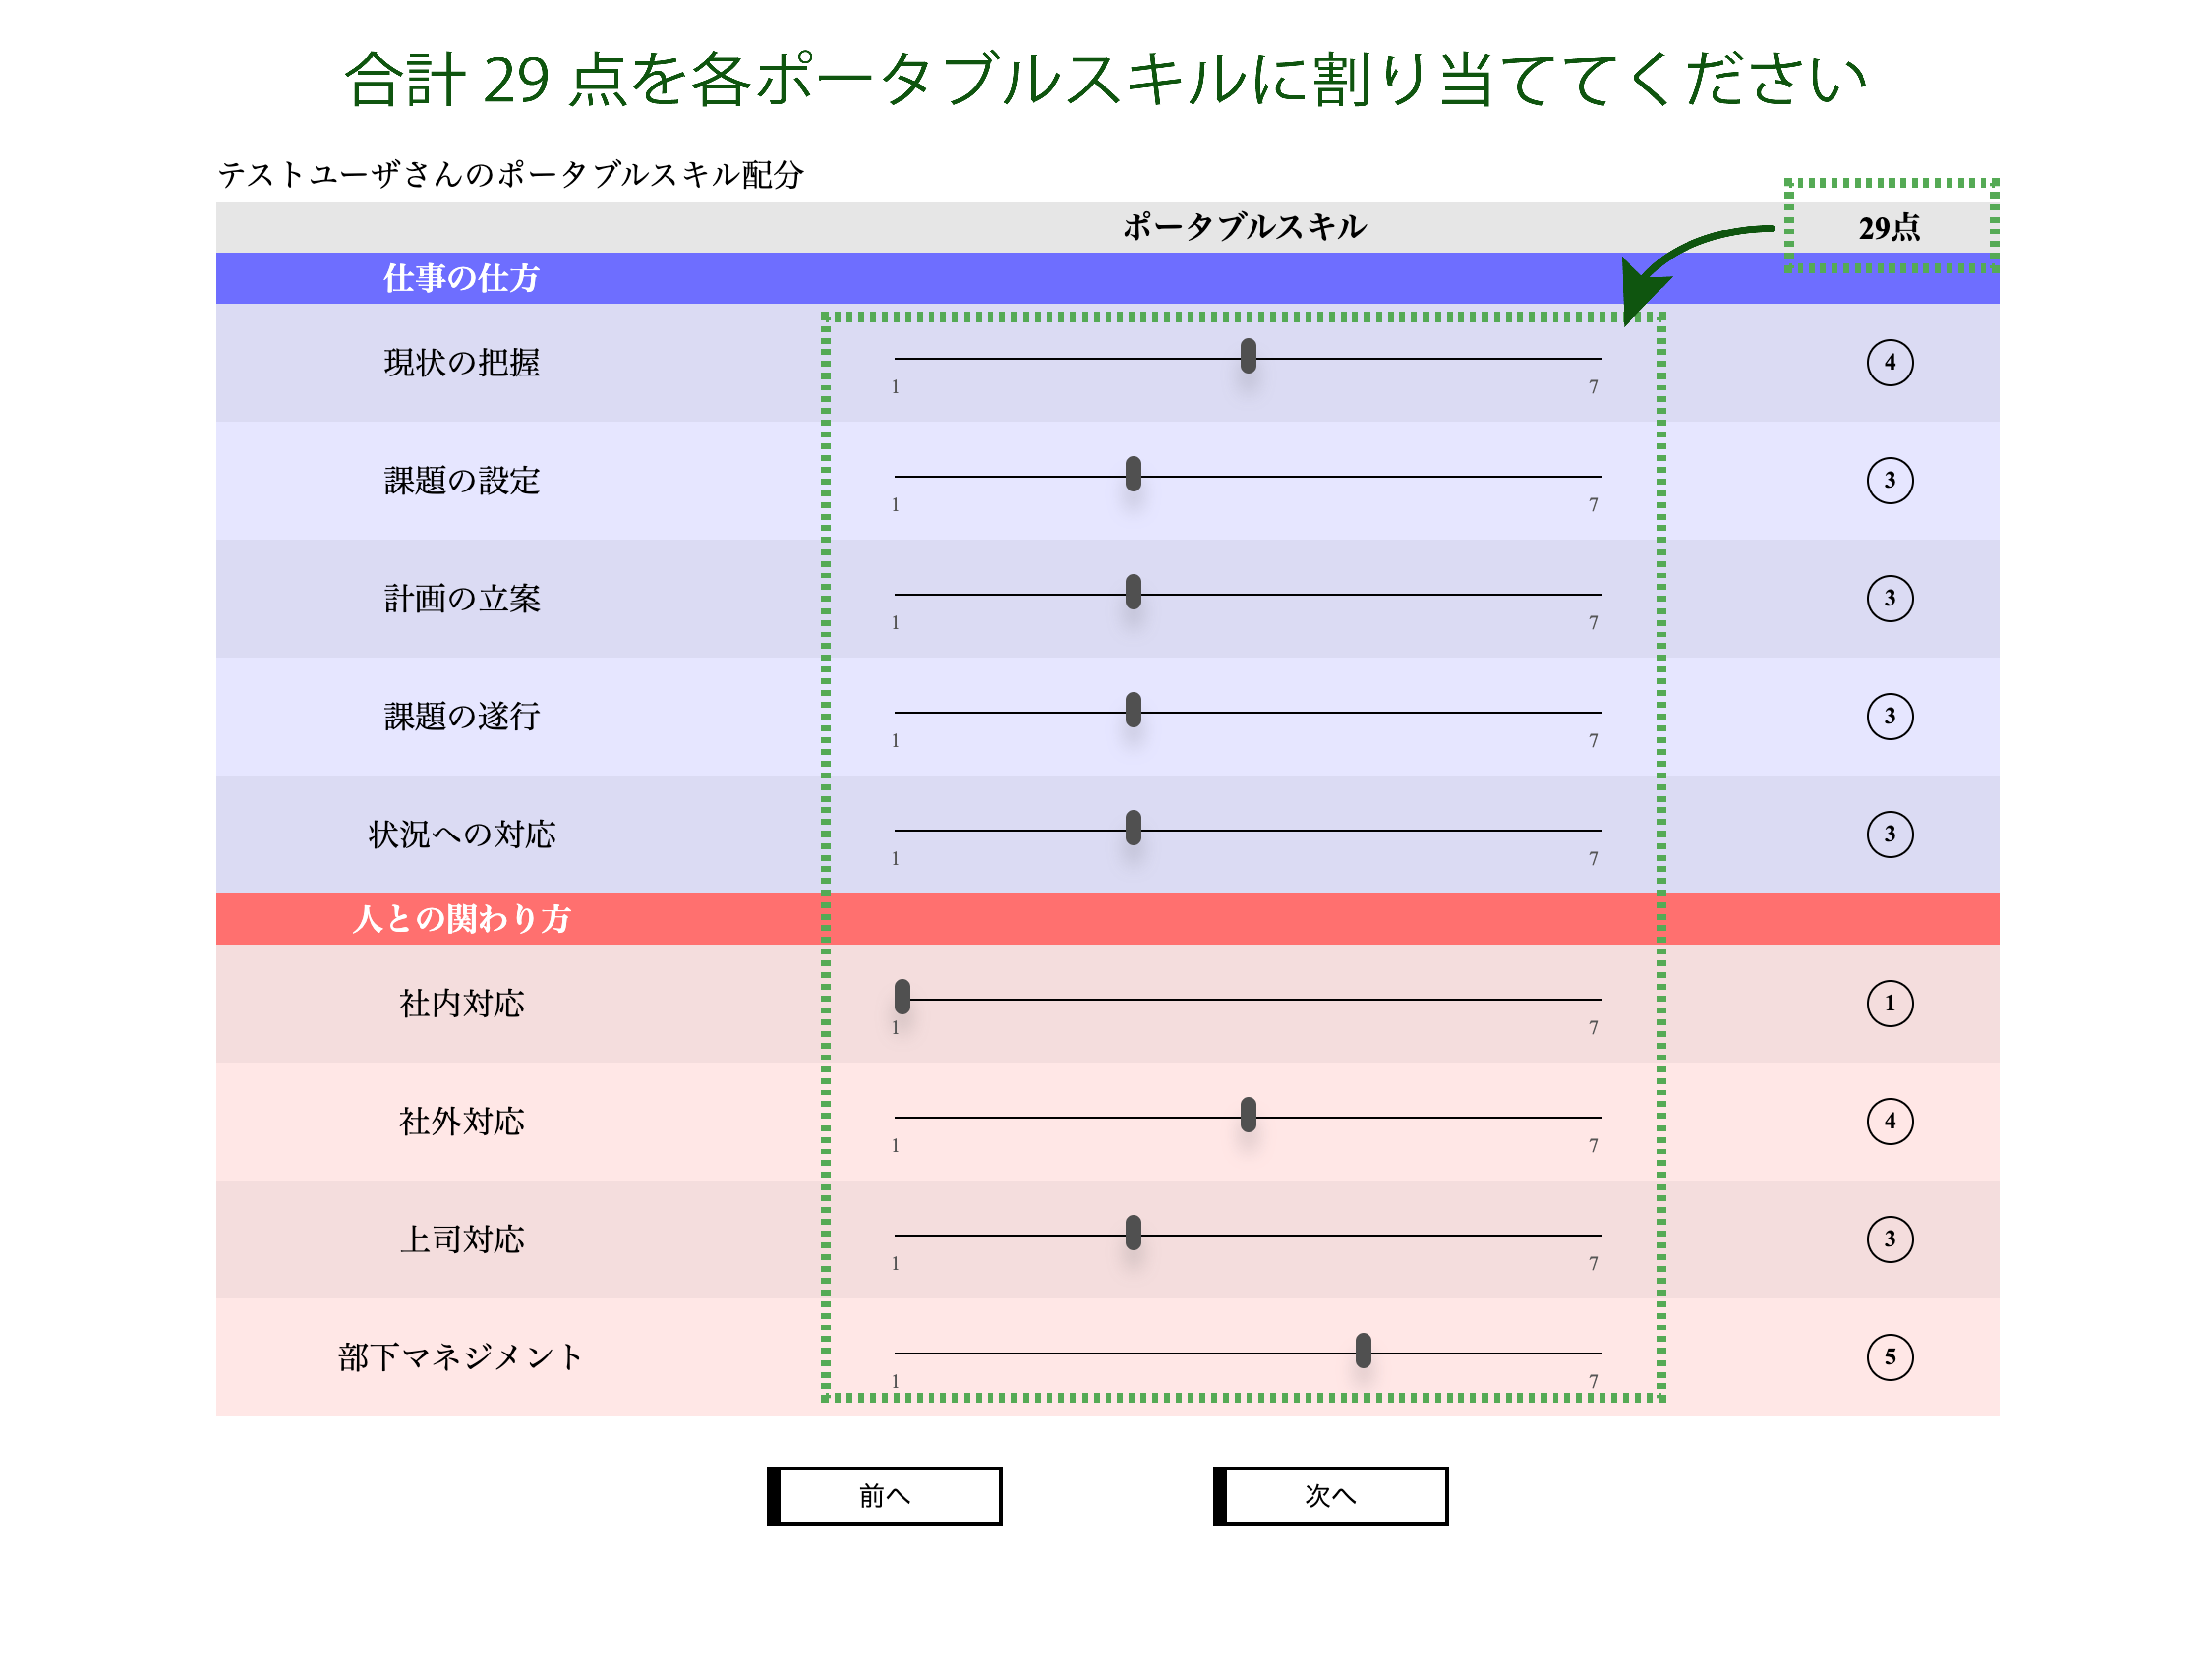 合計 29 点を各ポータブルスキルに割り当ててください
テストユーザさんのポータブルスキル配分
ポータブルスキル 29点
仕事の仕方
現状の把握 1 7 4
課題の設定 1 7 3
計画の立案 1 7 3
課題の遂行 1 7 3
状況への対応 1 7 3
人との関わり方
社内対応 1 7 1
社外対応 1 7 4
上司対応 1 7 3
部下マネジメント 1 7 5
前へ 次へ